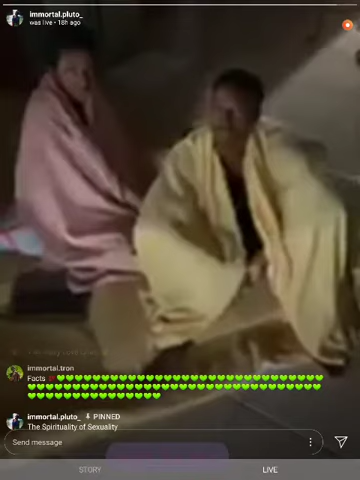 immortal.pluto_
was live • 18h ago
immortal.tron
Facts 💚💚💚💚💚💚💚💚💚💚💚💚💚💚💚💚💚💚💚💚💚💚💚💚💚💚💚💚💚💚
immortal.pluto_ PINNED
The Spirituality of Sexuality
Send message
STORY LIVE